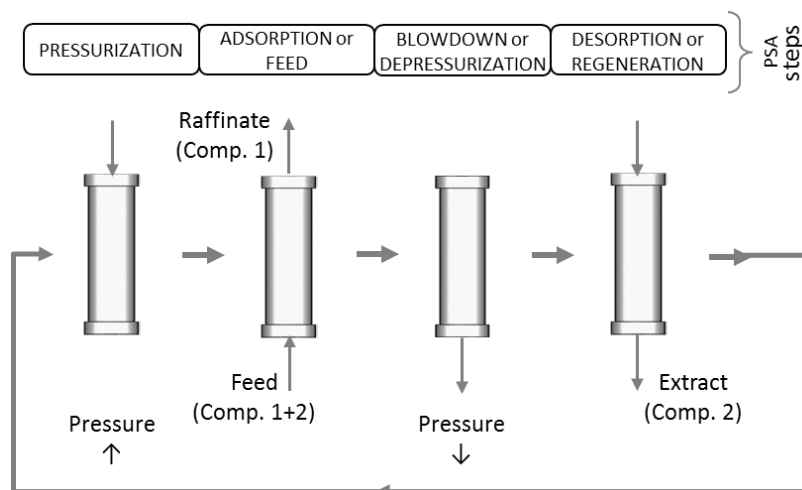 PRESSURIZATION
ADSORPTION or
FEED
BLOWDOWN or
DEPRESSURIZATION
DESORPTION or
REGENERATION
PSA
steps
Raffinate
(Comp. 1)
Feed
(Comp. 1+2)
Extract
(Comp. 2)
Pressure
↑
Pressure
↓